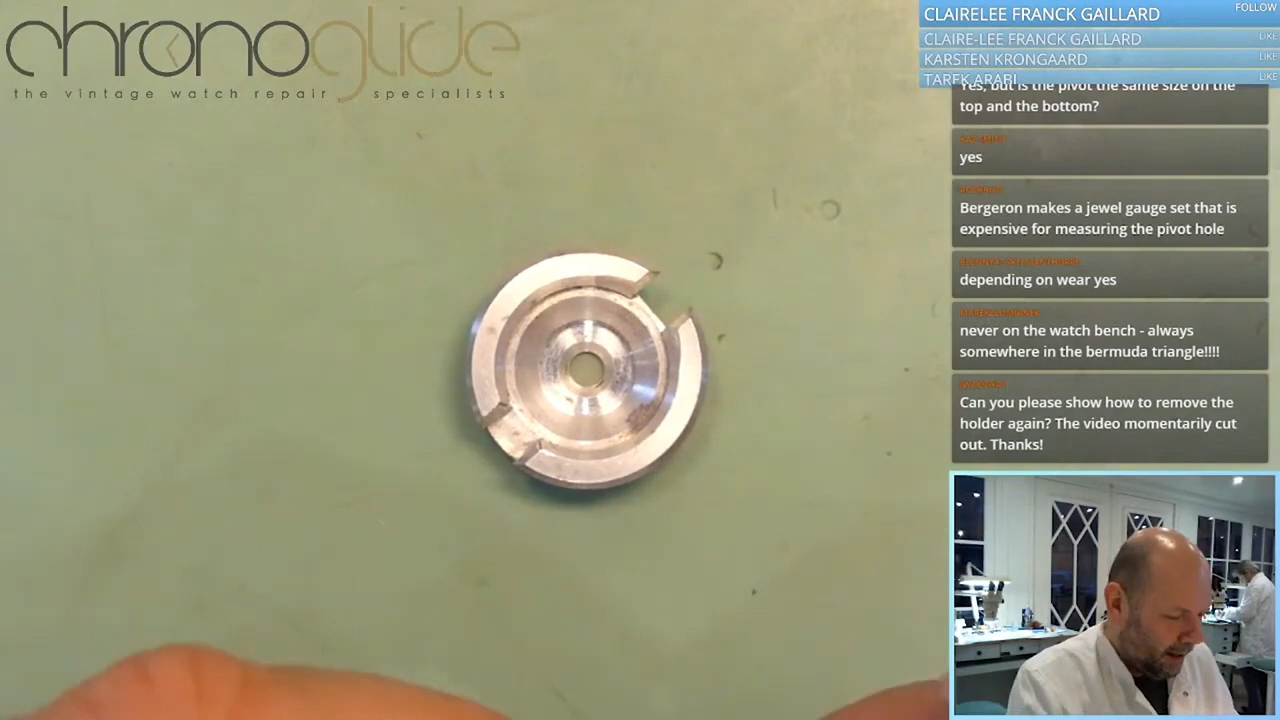 chronoglide
the vintage watch repair specialists
FOLLOW
CLAIRELEE FRANCK GAILLARD
CLAIRE-LEE FRANCK GAILLARD
LIKE
KARSTEN KRONGAARD
LIKE
TAREK ARABI
LIKE
Yes, but is the pivot the same size on the
top and the bottom?
yes
Bergeron makes a jewel gauge set that is
expensive for measuring the pivot hole
depending on wear yes
never on the watch bench - always
somewhere in the bermuda triangle!!!!
Can you please show how to remove the
holder again? The video momentarily cut
out. Thanks!